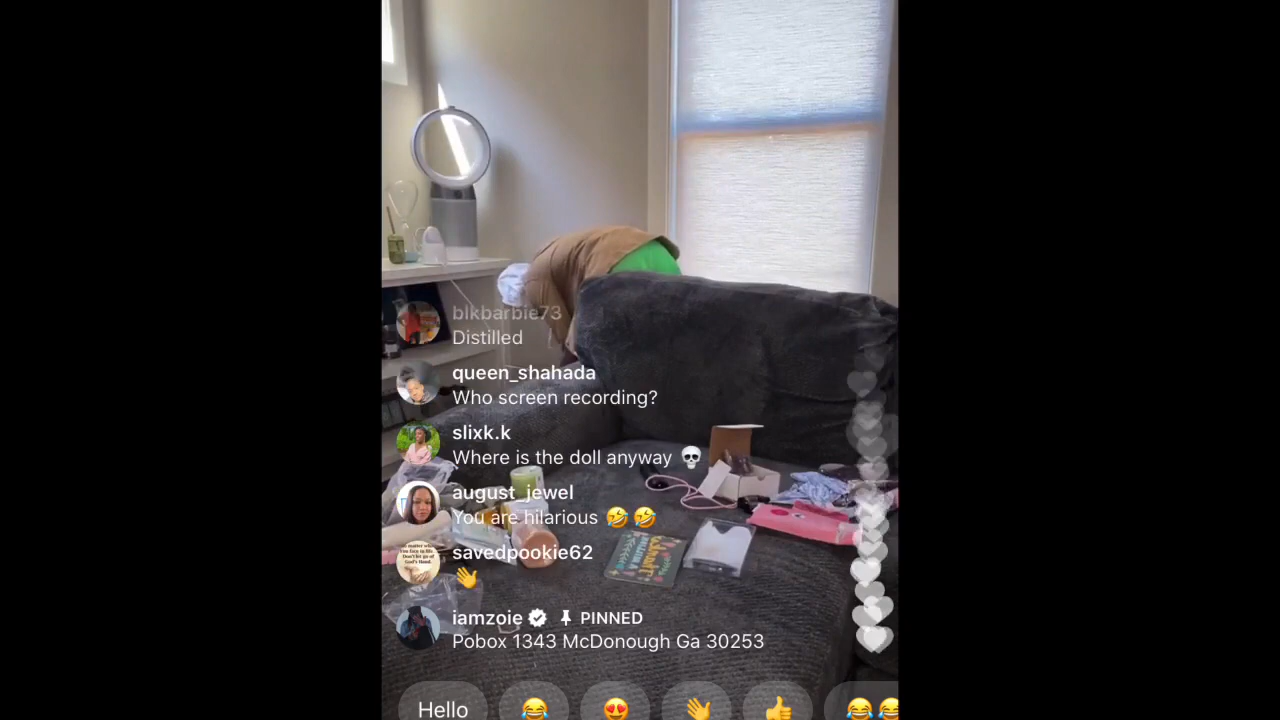 blkbarbie73
Distilled
queen_shahada
Who screen recording?
slixk.k
Where is the doll anyway 💀
august_jewel
You are hilarious 🤣 🤣
savedpookie62
👋
iamzoie PINNED
Pobox 1343 McDonough Ga 30253
Hello 😂 😍 👋 👍 😂😂